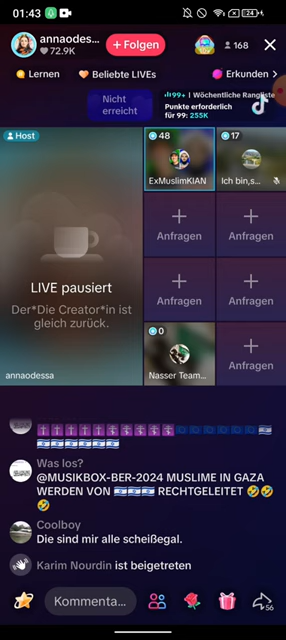 01:43
24
annaodes...
72.9K
+ Folgen
168
Lernen
Beliebte LIVEs
Erkunden >
Nicht
erreicht
99+ | Wöchentliche Rangliste
Punkte erforderlich
für 99: 255K
Host
48
17
ExMuslimKIAN
Ich bin,s...
Anfragen
Anfragen
LIVE pausiert
Der*Die Creator*in ist
gleich zurück.
Anfragen
Anfragen
0
annaodessa
Nasser Team...
Anfragen
Was los?
@MUSIKBOX-BER-2024 MUSLIME IN GAZA
WERDEN VON 🇮🇱🇮🇱🇮🇱 RECHTGELEITET 🤣🤣
🤣
Coolboy
Die sind mir alle scheißegal.
Karim Nourdin ist beigetreten
Kommenta...
56